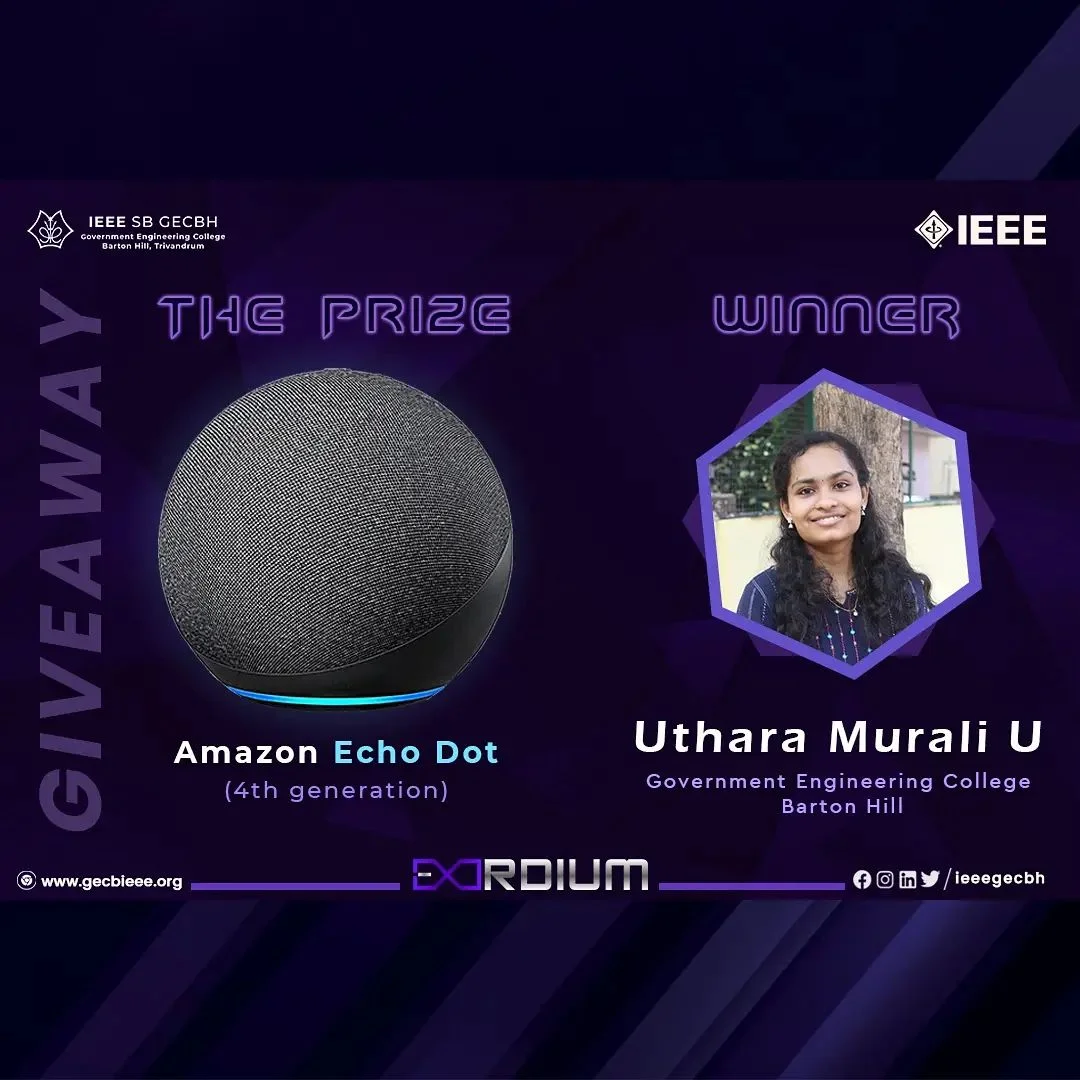 IEEE SB GECBH
Government Engineering College
Barton Hill, Trivandrum
IEEE
GIVEAWAY
THE PRIZE
WINNER
Amazon Echo Dot
(4th generation)
Uthara Murali U
Government Engineering College
Barton Hill
www.gecbieee.org
EXORDIUM
/ieeegecbh